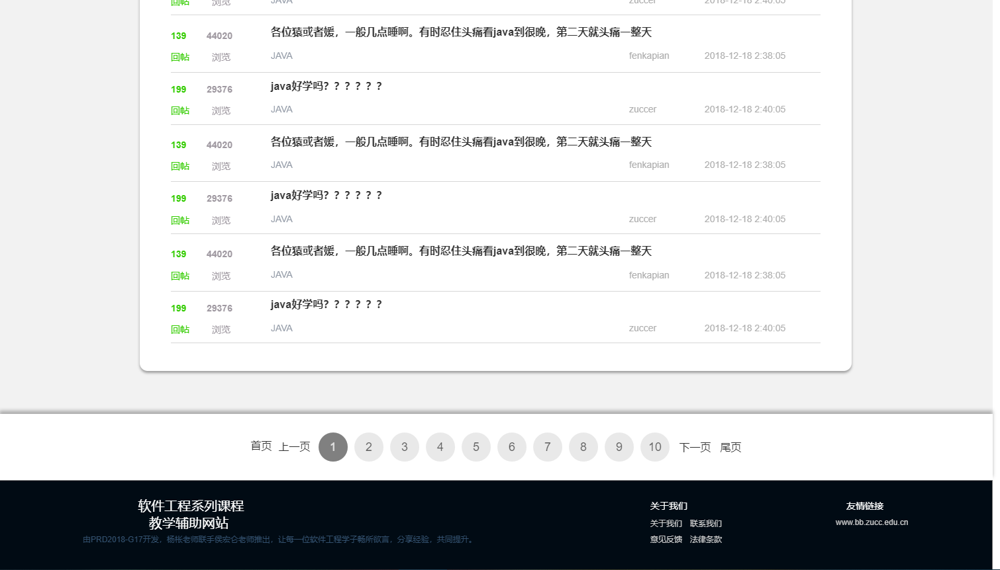 回帖 浏览 JAVA zuccer 2018-12-18 2:40:05
139 44020 各位猿或者媛，一般几点睡啊。有时忍住头痛看java到很晚，第二天就头痛一整天
回帖 浏览 JAVA fenkapian 2018-12-18 2:38:05
199 29376 java好学吗？？？？？？
回帖 浏览 JAVA zuccer 2018-12-18 2:40:05
139 44020 各位猿或者媛，一般几点睡啊。有时忍住头痛看java到很晚，第二天就头痛一整天
回帖 浏览 JAVA fenkapian 2018-12-18 2:38:05
199 29376 java好学吗？？？？？？
回帖 浏览 JAVA zuccer 2018-12-18 2:40:05
139 44020 各位猿或者媛，一般几点睡啊。有时忍住头痛看java到很晚，第二天就头痛一整天
回帖 浏览 JAVA fenkapian 2018-12-18 2:38:05
199 29376 java好学吗？？？？？？
回帖 浏览 JAVA zuccer 2018-12-18 2:40:05
首页 上一页 1 2 3 4 5 6 7 8 9 10 下一页 尾页
软件工程系列课程 关于我们 友情链接
教学辅助网站 关于我们 联系我们 www.bb.zucc.edu.cn
由PRD2018-G17开发，杨枨老师联手侯宏仑老师推出，让每一位软件工程学子畅所欲言，分享经验，共同提升。 意见反馈 法律条款